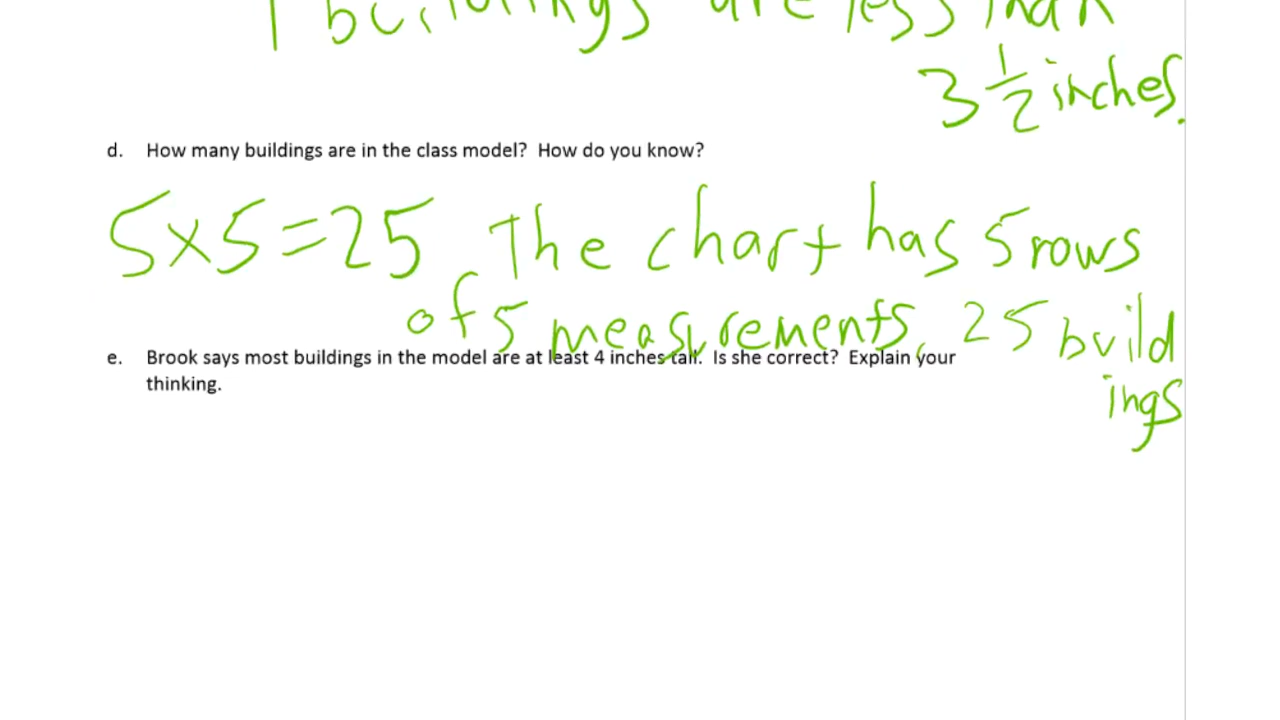 buildings are less than
3 1/2 inches.
d. How many buildings are in the class model? How do you know?
5x5=25 The chart has 5 rows
of 5 measurements. 25 build
ings
e. Brook says most buildings in the model are at least 4 inches tall. Is she correct? Explain your
thinking.